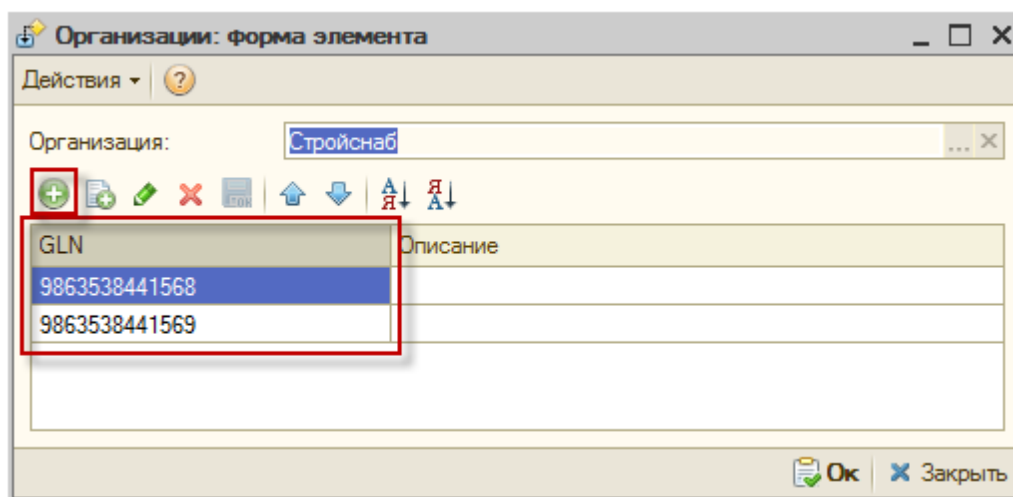 Организации: форма элемента
Действия
Организация: Стройснаб
GLN Описание
9863538441568
9863538441569
Ок Закрыть